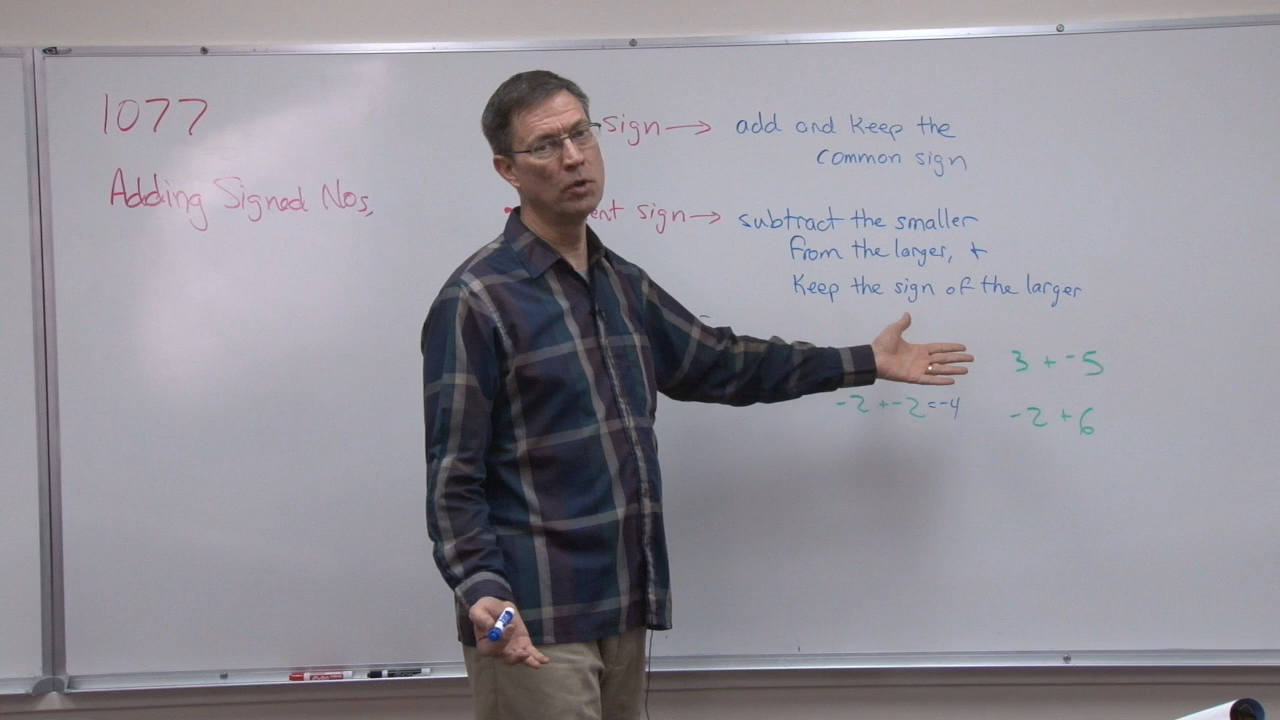 1077
Adding Signed Nos.
sign → add and keep the
common sign
ent sign → subtract the smaller
from the larger, +
keep the sign of the larger
3 + -5
-2 + -2 = -4
-2 + 6